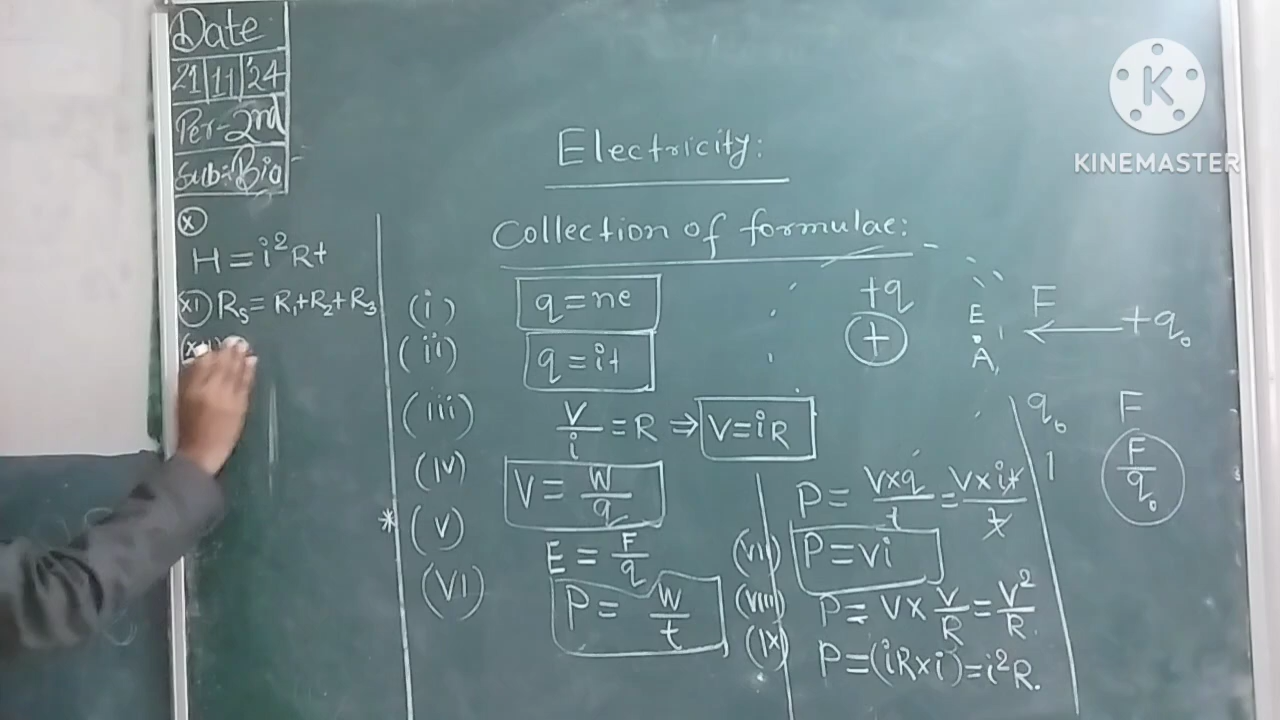 Date
21/11/'24
Per-2nd
Sub:-Bio
KINEMASTER
Electricity:
Collection of formulae:
(x)
H = i²Rt
(xi) Rs = R₁+R₂+R₃
(i) q = ne
(ii) q = it
(iii) V/i = R ⇒ V = iR
(iv) V = W/q
* (v) E = F/q
(vi) P = W/t
P = V×q/t = V×it/t
(vii) P = Vi
(viii) P = V × V/R = V²/R
(ix) P = (iR×i) = i²R.
+q
+
E
A
F
+q₀
q₀ F
1 F/q₀